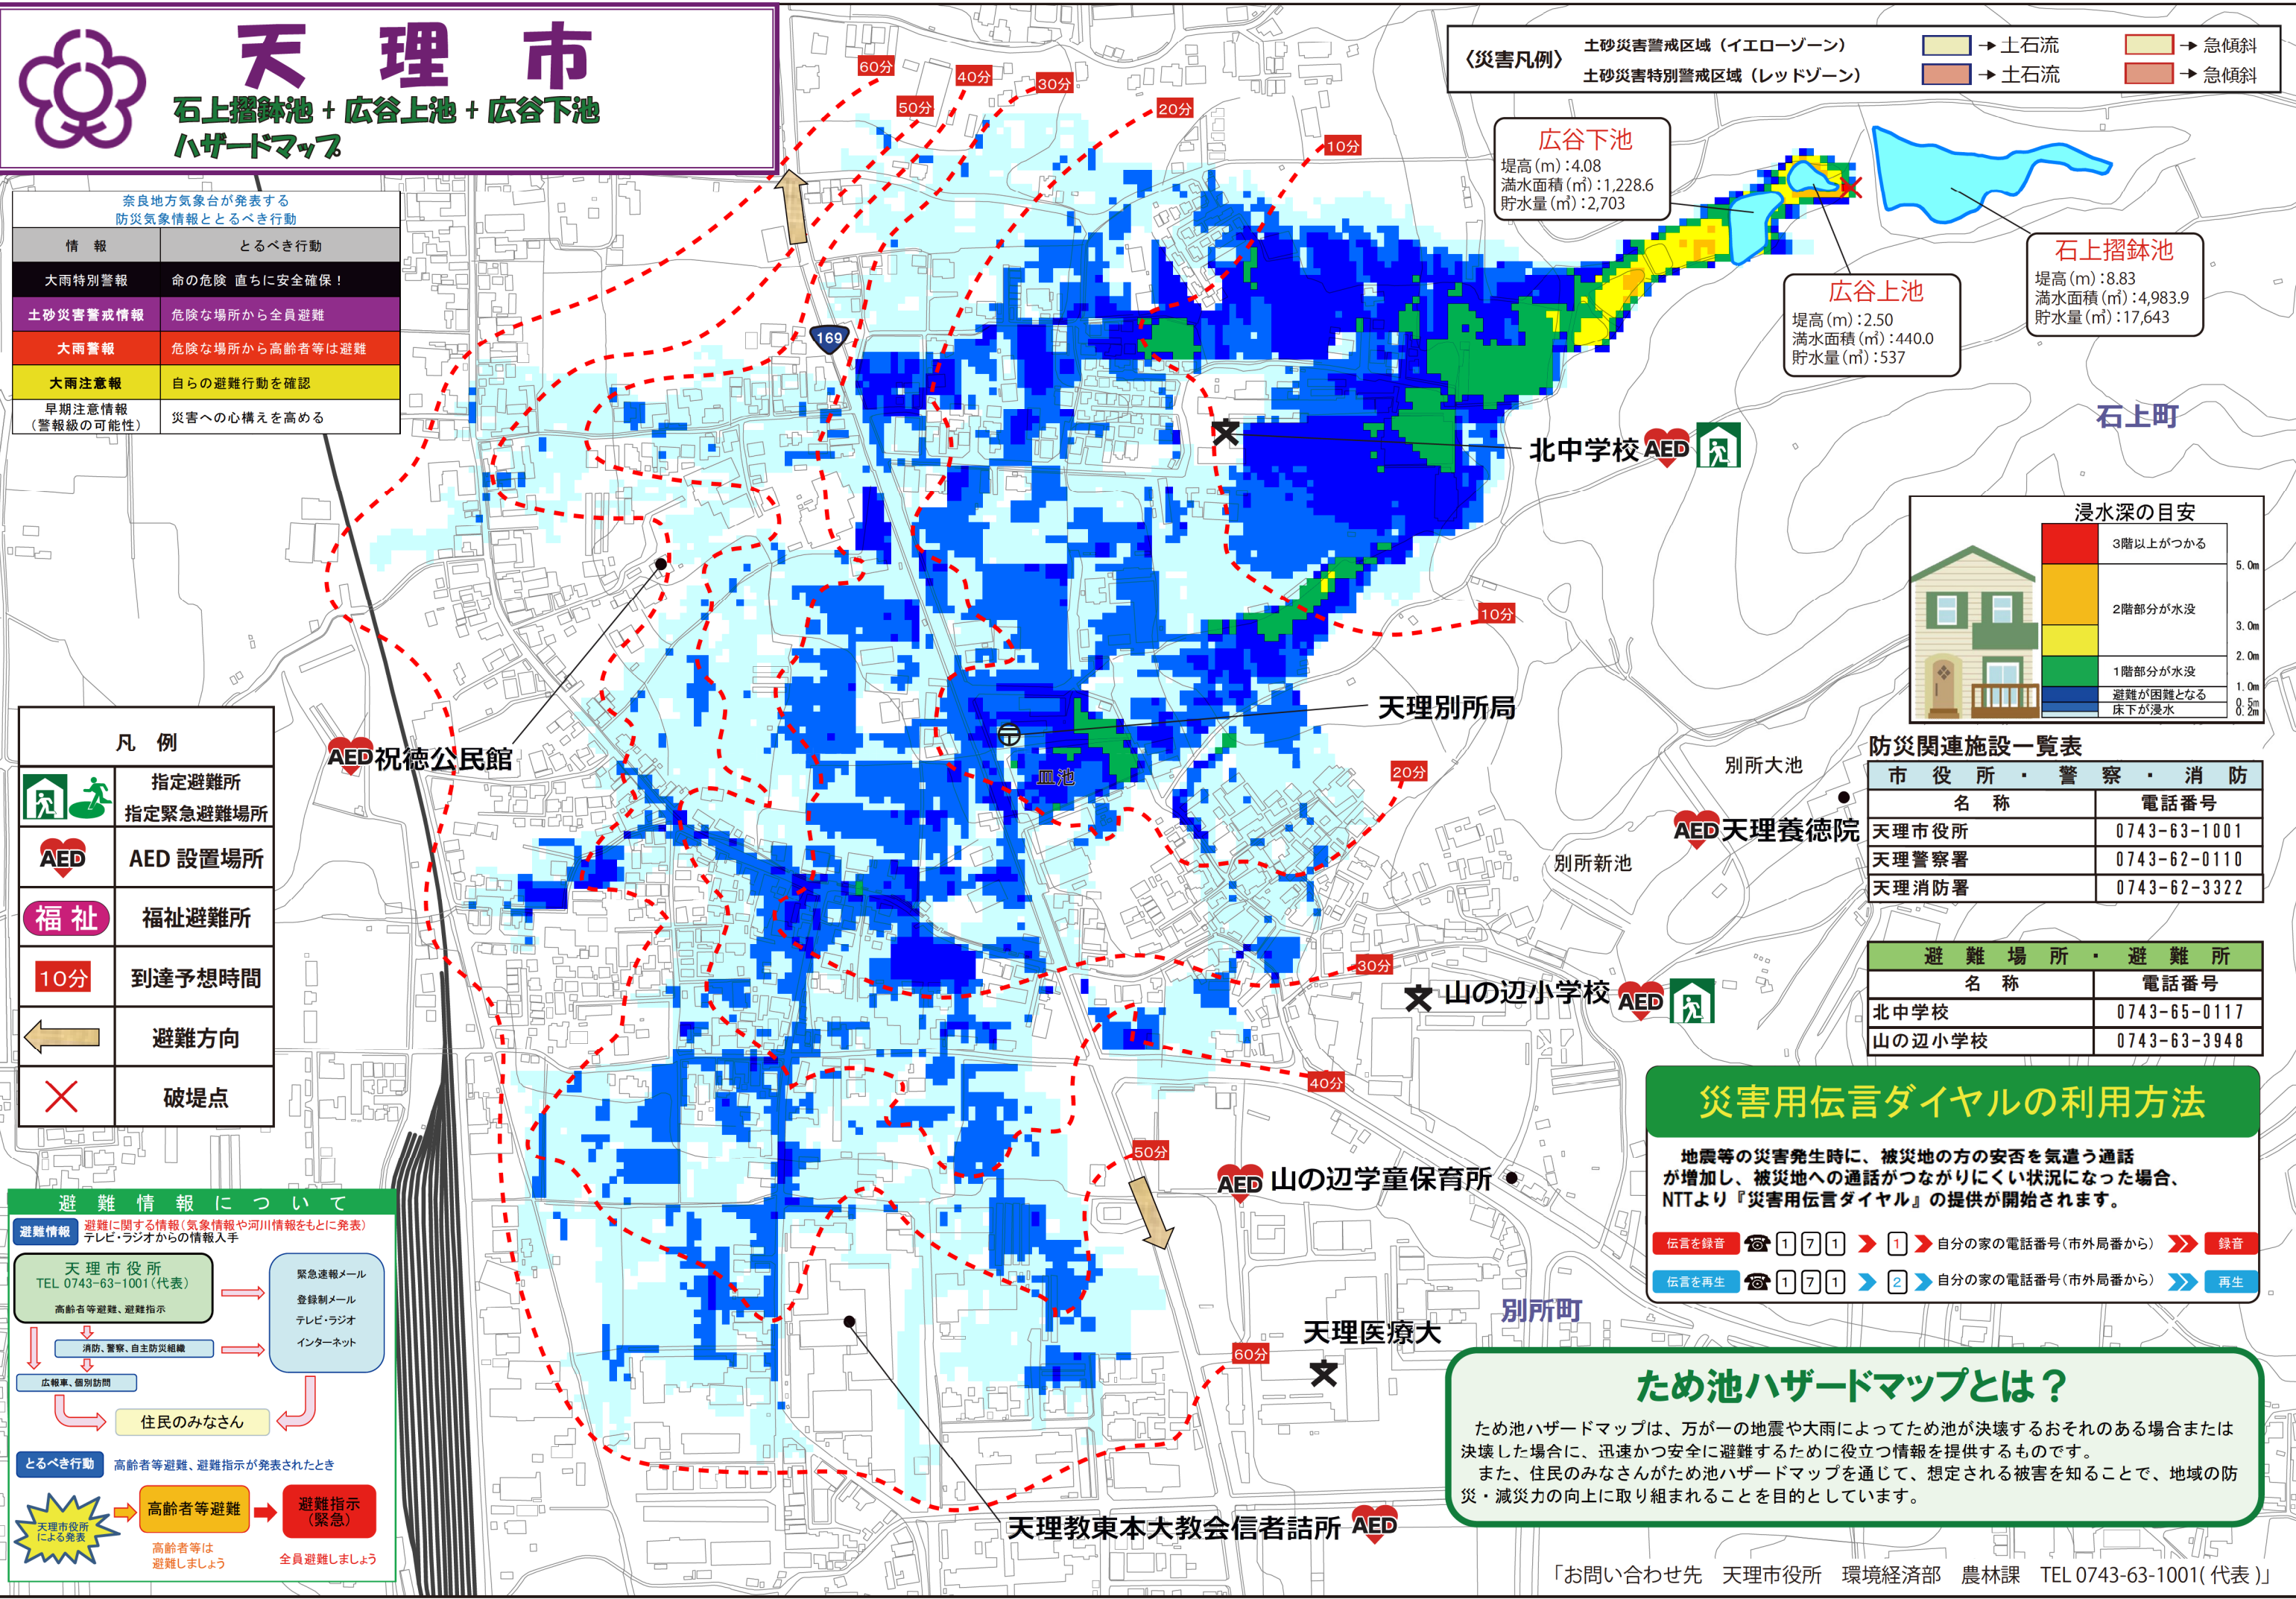 天理市
石上摺鉢池 + 広谷上池 + 広谷下池
ハザードマップ
奈良地方気象台が発表する
防災気象情報ととるべき行動
情 報 とるべき行動
大雨特別警報 命の危険 直ちに安全確保！
土砂災害警戒情報 危険な場所から全員避難
大雨警報 危険な場所から高齢者等は避難
大雨注意報 自らの避難行動を確認
早期注意情報
(警報級の可能性) 災害への心構えを高める
〈災害凡例〉
土砂災害警戒区域（イエローゾーン） → 土石流 → 急傾斜
土砂災害特別警戒区域（レッドゾーン） → 土石流 → 急傾斜
60分
50分
40分
30分
20分
10分
169
広谷下池
堤高(m):4.08
満水面積(㎡):1,228.6
貯水量(㎥):2,703
広谷上池
堤高(m):2.50
満水面積(㎡):440.0
貯水量(㎥):537
石上摺鉢池
堤高(m):8.83
満水面積(㎡):4,983.9
貯水量(㎥):17,643
石上町
北中学校 AED
浸水深の目安
3階以上がつかる
5.0m
2階部分が水没
3.0m
2.0m
1階部分が水没
1.0m
避難が困難となる
0.5m
床下が浸水
0.2m
10分
天理別所局
皿池
AED 祝徳公民館
20分
別所大池
AED 天理養徳院
別所新池
30分
山の辺小学校 AED
40分
50分
AED 山の辺学童保育所
別所町
天理医療大
60分
天理教東本大教会信者詰所 AED
凡 例
指定避難所
指定緊急避難場所
AED AED 設置場所
福祉 福祉避難所
10分 到達予想時間
避難方向
破堤点
防災関連施設一覧表
市役所・警察・消防
名 称 電話番号
天理市役所 0743-63-1001
天理警察署 0743-62-0110
天理消防署 0743-62-3322
避難場所・避難所
名 称 電話番号
北中学校 0743-65-0117
山の辺小学校 0743-63-3948
災害用伝言ダイヤルの利用方法
地震等の災害発生時に、被災地の方の安否を気遣う通話
が増加し、被災地への通話がつながりにくい状況になった場合、
NTTより『災害用伝言ダイヤル』の提供が開始されます。
伝言を録音 1 7 1 1 自分の家の電話番号(市外局番から) 録音
伝言を再生 1 7 1 2 自分の家の電話番号(市外局番から) 再生
ため池ハザードマップとは？
ため池ハザードマップは、万が一の地震や大雨によってため池が決壊するおそれのある場合または
決壊した場合に、迅速かつ安全に避難するために役立つ情報を提供するものです。
また、住民のみなさんがため池ハザードマップを通じて、想定される被害を知ることで、地域の防
災・減災力の向上に取り組まれることを目的としています。
避難情報について
避難情報 避難に関する情報(気象情報や河川情報をもとに発表)
テレビ・ラジオからの情報入手
天理市役所
TEL 0743-63-1001(代表)
高齢者等避難、避難指示
緊急速報メール
登録制メール
テレビ・ラジオ
インターネット
消防、警察、自主防災組織
広報車、個別訪問
住民のみなさん
とるべき行動 高齢者等避難、避難指示が発表されたとき
天理市役所
による発表
高齢者等避難
避難指示
(緊急)
高齢者等は
避難しましょう
全員避難しましょう
「お問い合わせ先 天理市役所 環境経済部 農林課 TEL 0743-63-1001( 代表 )」